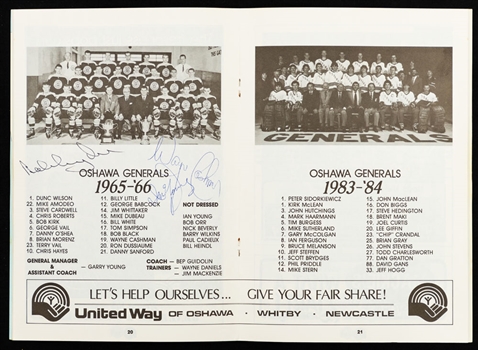 OSHAWA GENERALS
1965-'66
1. DUNC WILSON
22. MIKE AMODEO
3. STEVE CARDWELL
4. CHRIS ROBERTS
5. BOB KIRK
6. GEORGE VAIL
7. DANNY O'SHEA
8. BRIAN MORENZ
23. TERRY VAIL
10. CHRIS HAYES
11. BILLY LITTLE
12. GEORGE BABCOCK
14. JIM WHITTAKER
15. MIKE DUBEAU
16. BILL WHITE
17. TOM SIMPSON
18. BOB BLACK
19. WAYNE CASHMAN
20. RON DUSSIAUME
21. DANNY SANFORD
NOT DRESSED
IAN YOUNG
BOB ORR
NICK BEVERLY
BARRY WILKINS
PAUL CADIEUX
BILL HEINDL
GENERAL MANAGER
&
ASSISTANT COACH — GARRY YOUNG
COACH — BEP GUIDOLIN
TRAINERS — WAYNE DANIELS
— JIM MACKENZIE
OSHAWA GENERALS
1983-'84
1. PETER SIDORKIEWICZ
1. KIRK McLEAN
3. JOHN HUTCHINGS
4. MARK HAARMANN
5. TIM BURGESS
6. MIKE SUTHERLAND
7. GARY McCOLGAN
8. IAN FERGUSON
9. BRUCE MELANSON
10. JEFF STEFFEN
11. SCOTT BRYDGES
12. PHIL PRIDDLE
14. MIKE STERN
15. JOHN MacLEAN
16. DON BIGGS
17. STEVE HEDINGTON
18. BRENT MAKI
19. JOEL CURTIS
20. LEE GIFFIN
23. "CHIP" CRANDAL
25. BRIAN GRAY
26. JOHN STEVENS
27. TODD CHARLESWORTH
77. DAN GRATTON
88. DAVID GANS
33. JEFF HOGG
GENERALS
LET'S HELP OURSELVES... GIVE YOUR FAIR SHARE!
United Way OF OSHAWA · WHITBY · NEWCASTLE
20
21